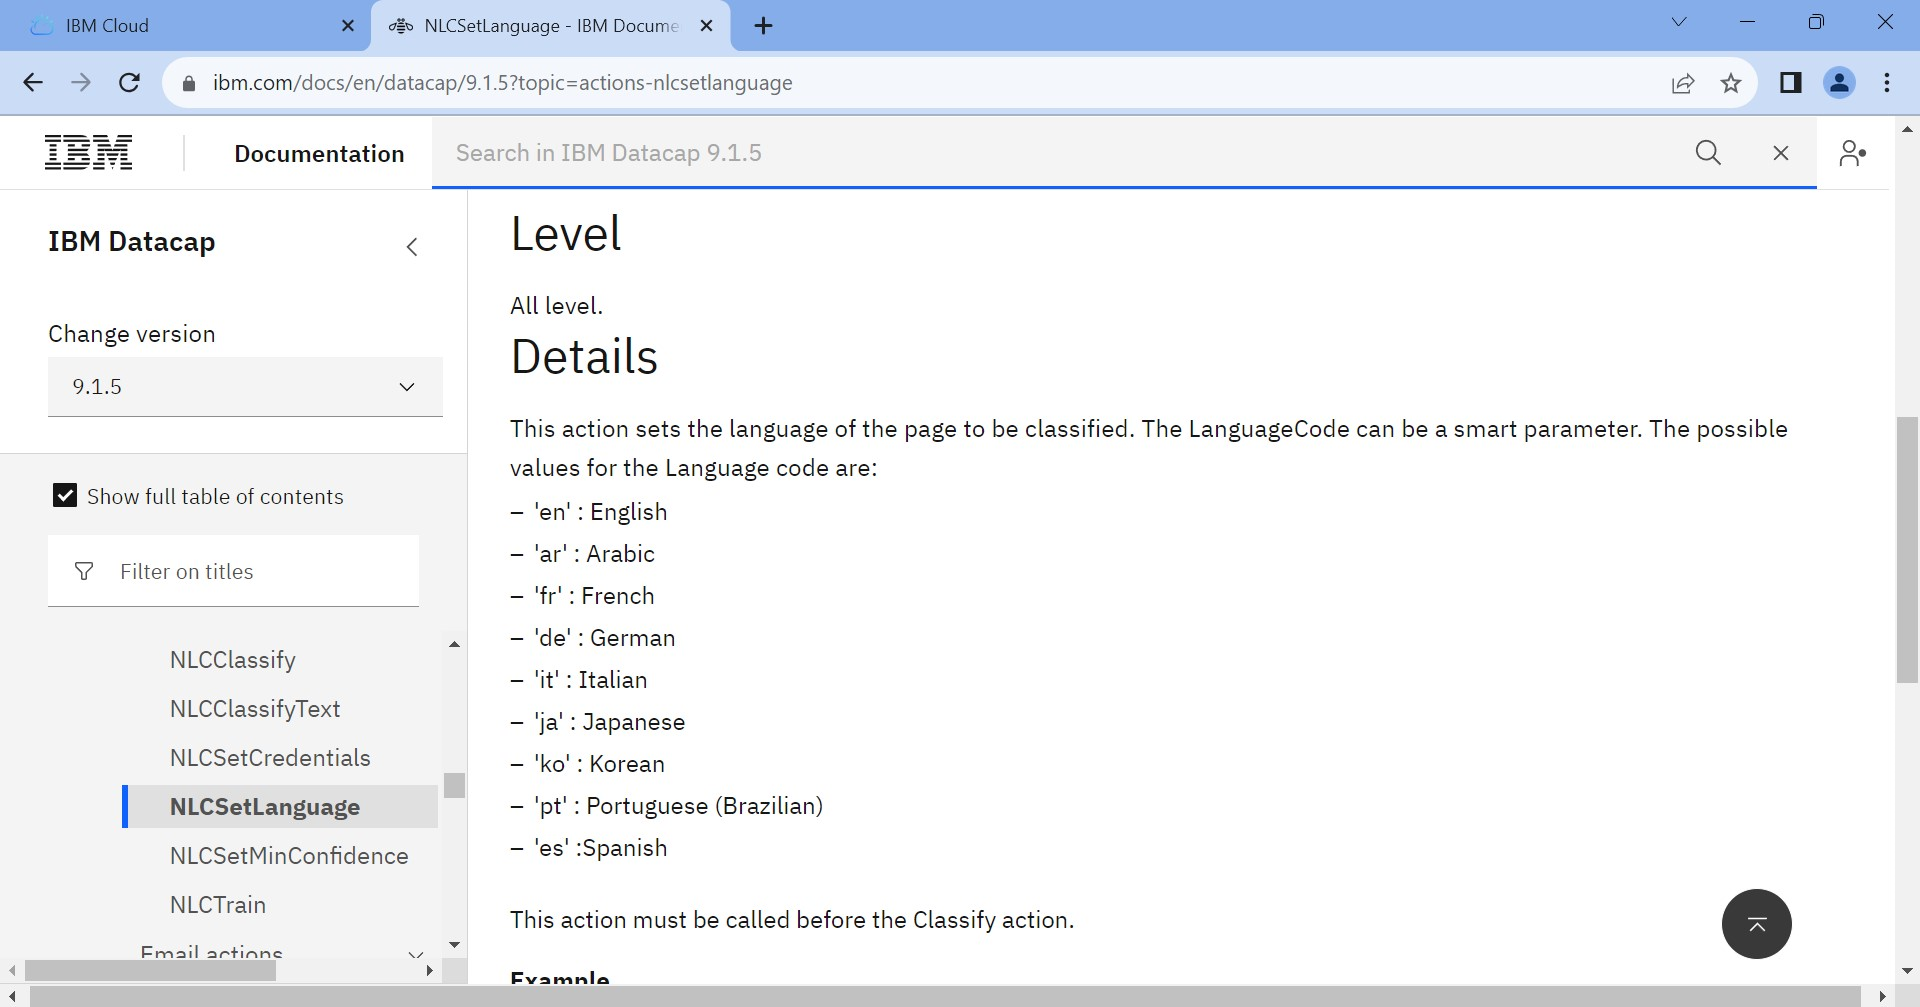 IBM Cloud
NLCSetLanguage - IBM Docume
ibm.com/docs/en/datacap/9.1.5?topic=actions-nlcsetlanguage
IBM
Documentation
Search in IBM Datacap 9.1.5
IBM Datacap
Change version
9.1.5
Show full table of contents
Filter on titles
NLCClassify
NLCClassifyText
NLCSetCredentials
NLCSetLanguage
NLCSetMinConfidence
NLCTrain
Email actions
Level
All level.
Details
This action sets the language of the page to be classified. The LanguageCode can be a smart parameter. The possible
values for the Language code are:
– 'en' : English
– 'ar' : Arabic
– 'fr' : French
– 'de' : German
– 'it' : Italian
– 'ja' : Japanese
– 'ko' : Korean
– 'pt' : Portuguese (Brazilian)
– 'es' :Spanish
This action must be called before the Classify action.
Example